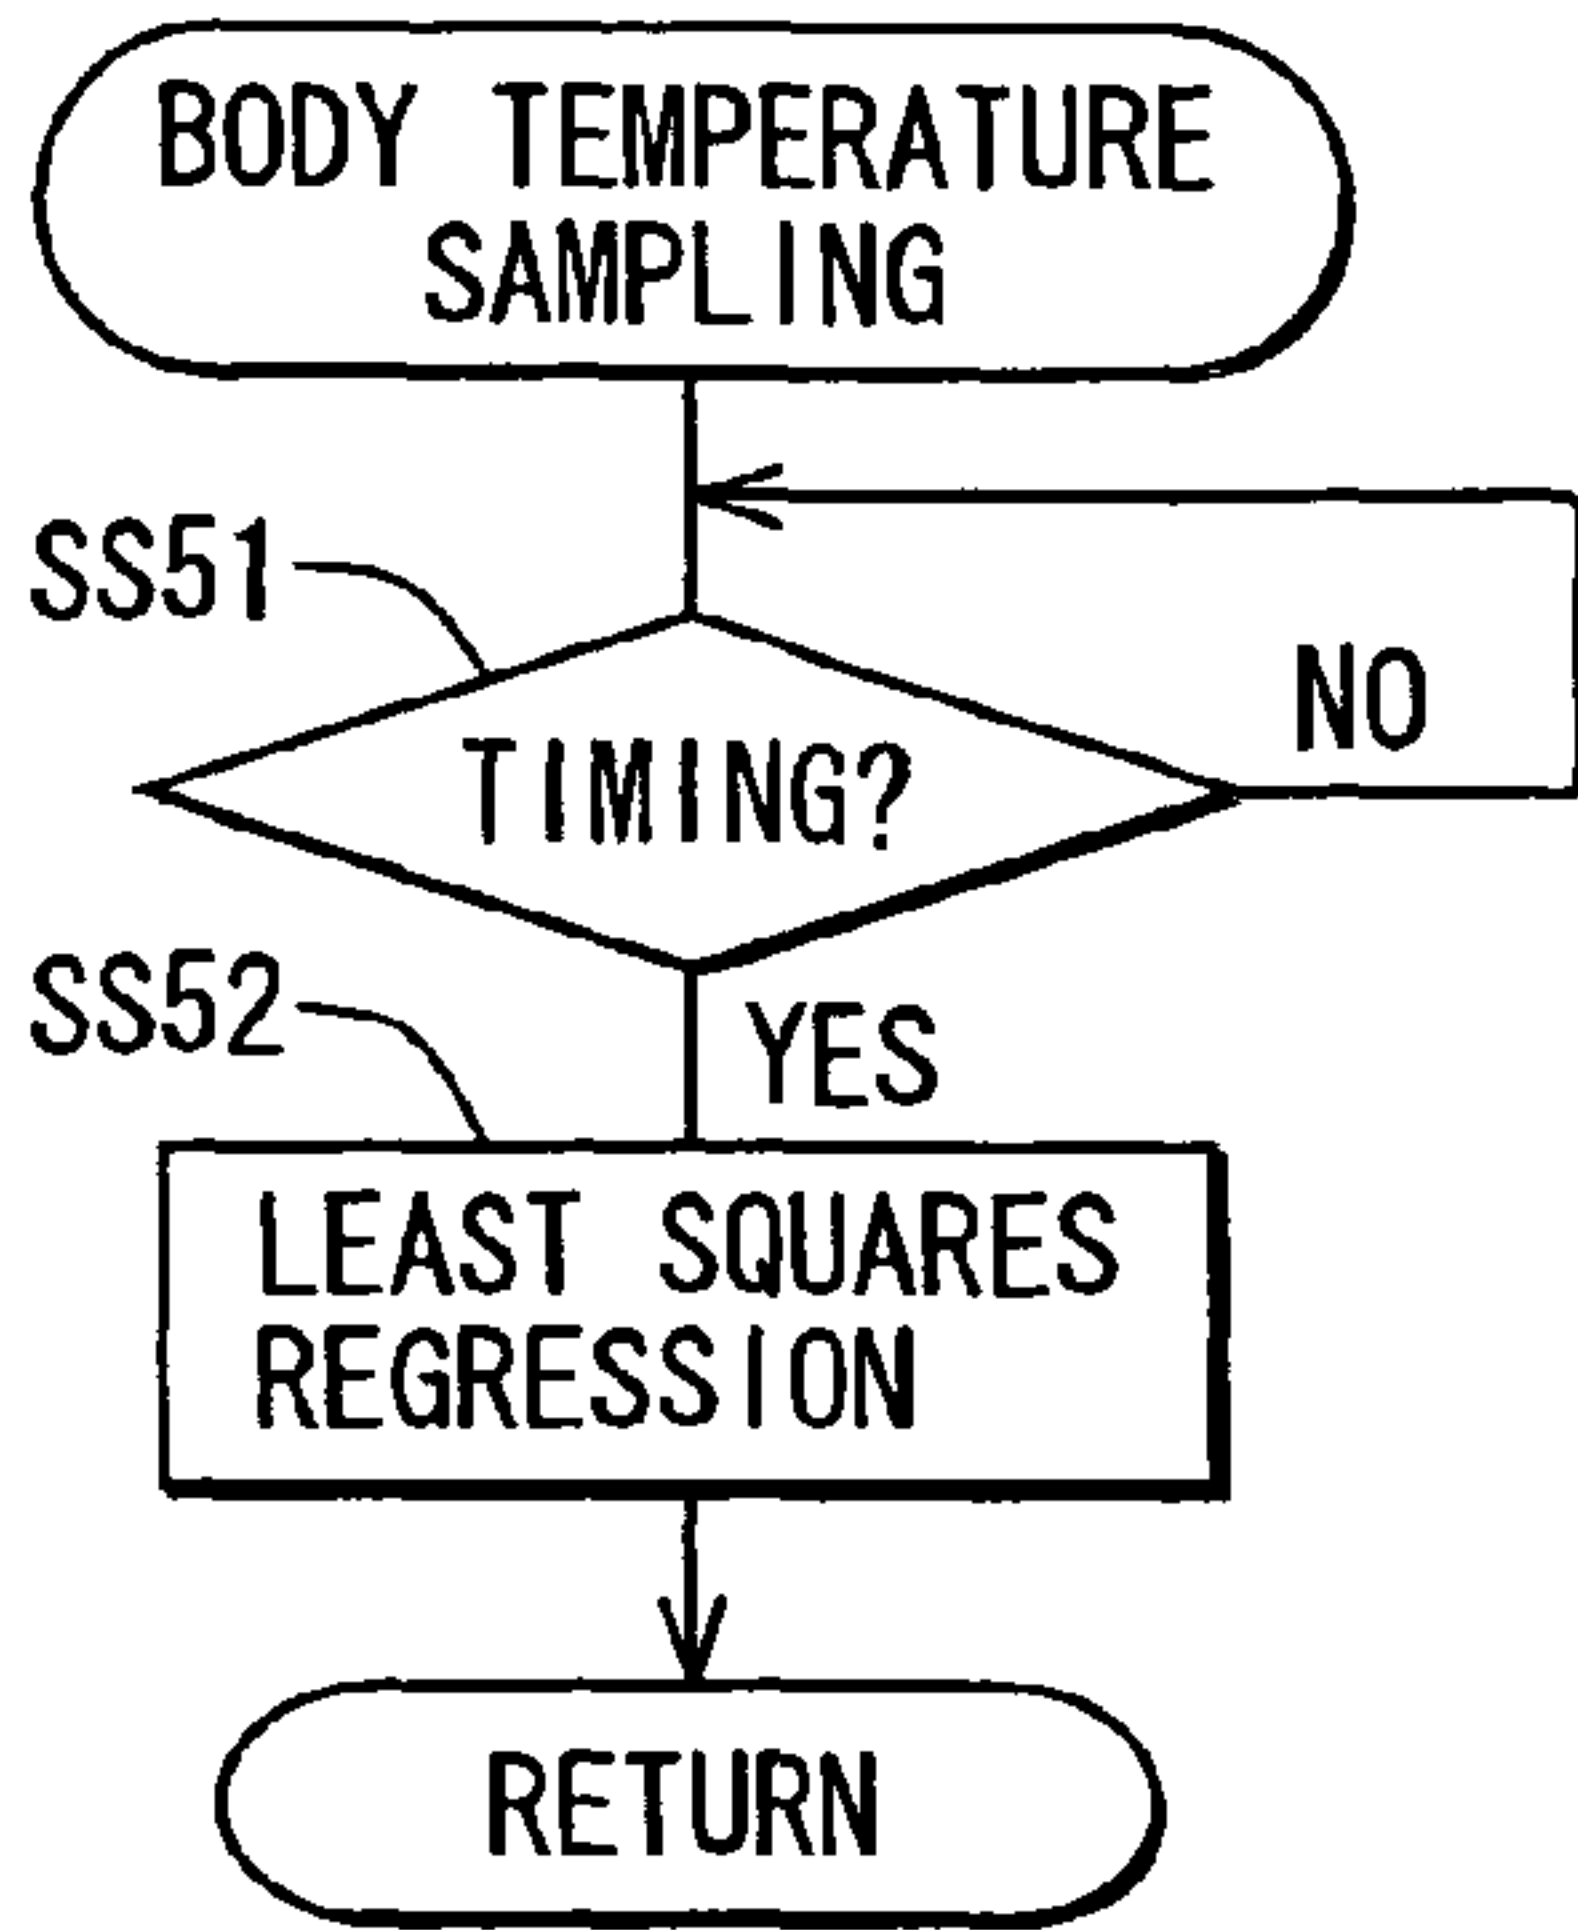 BODY TEMPERATURE
SAMPLING
SS51
NO
TIMING?
SS52
YES
LEAST SQUARES
REGRESSION
RETURN